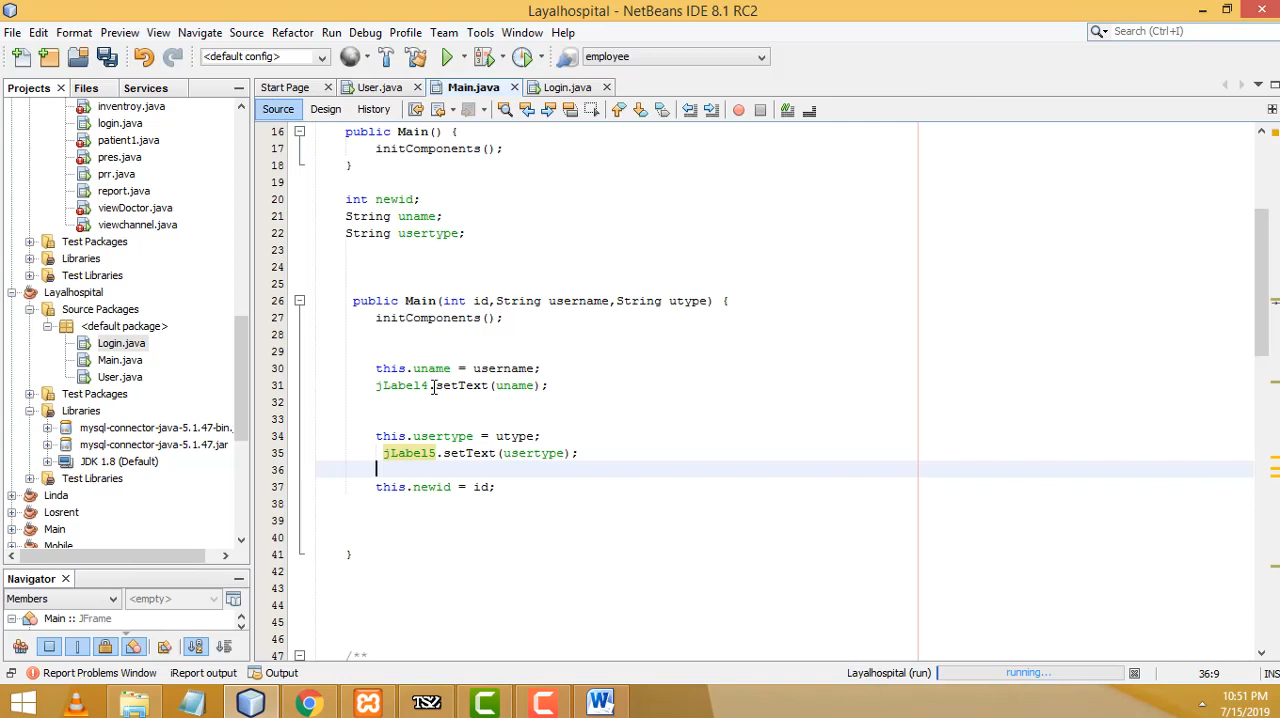 Layalhospital - NetBeans IDE 8.1 RC2
File Edit Format Preview View Navigate Source Refactor Run Debug Profile Team Tools Window Help
Search (Ctrl+I)
<default config>
employee
Projects Files Services
Start Page User.java Main.java Login.java
Source Design History
inventroy.java
login.java
patient1.java
pres.java
prr.java
report.java
viewDoctor.java
viewchannel.java
Test Packages
Libraries
Test Libraries
Layalhospital
Source Packages
<default package>
Login.java
Main.java
User.java
Test Packages
Libraries
mysql-connector-java-5.1.47-bin.
mysql-connector-java-5.1.47.jar
JDK 1.8 (Default)
Test Libraries
Linda
Losrent
Main
Mobile
Navigator
Members
<empty>
Main :: JFrame
16 public Main() {
17 initComponents();
18 }
19
20 int newid;
21 String uname;
22 String usertype;
23
24
25
26 public Main(int id,String username,String utype) {
27 initComponents();
28
29
30 this.uname = username;
31 jLabel4.setText(uname);
32
33
34 this.usertype = utype;
35 jLabel5.setText(usertype);
36
37 this.newid = id;
38
39
40
41 }
42
43
44
45
46
47 /**
Report Problems Window iReport output Output
Layalhospital (run) running...
36:9 INS
TSZ
10:51 PM
7/15/2019